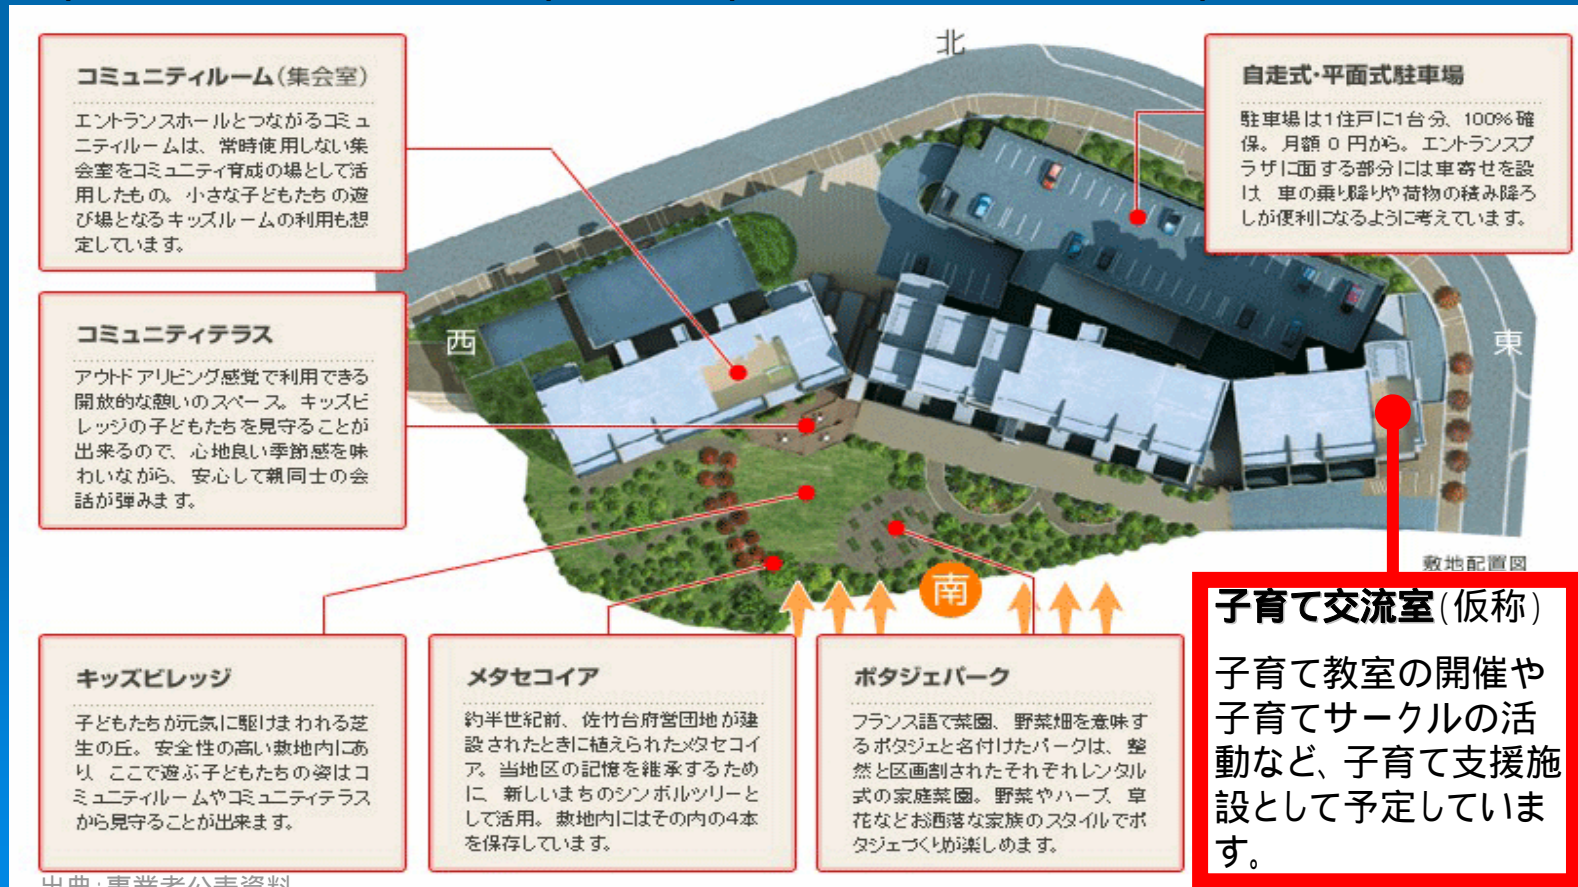 北
コミュニティルーム(集会室)
エントランスホールとつながるコミュ
ニティルームは、常時使用しない集
会室をコミュニティ育成の場として活
用したもの。小さな子どもたちの遊
び場となるキッズルームの利用も想
定しています。
自走式・平面式駐車場
駐車場は1住戸に1台分、100%確
保。月額0円から。エントランスプ
ラザに面する部分には車寄せを設
け、車の乗り降りや荷物の積み降ろ
しが便利になるように考えています。
コミュニティテラス
アウトドアリビング感覚で利用できる
開放的な憩いのスペース。キッズビ
レッジの子どもたちを見守ることが
出来るので、心地良い季節感を味
わいながら、安心して親同士の会
話が弾みます。
西
東
南
敷地配置図
キッズビレッジ
子どもたちが元気に駆けまわれる芝
生の丘。安全性の高い敷地内にあ
り、ここで遊ぶ子どもたちの姿はコ
ミュニティルームやコミュニティテラス
から見守ることが出来ます。
メタセコイア
約半世紀前、佐竹台府営団地が建
設されたときに植えられたメタセコイ
ア。当地区の記憶を継承するため
に、新しいまちのシンボルツリーと
して活用。敷地内にはその内の4本
を保存しています。
ポタジェパーク
フランス語で菜園、野菜畑を意味す
るポタジェと名付けたパークは、整
然と区画割されたそれぞれレンタル
式の家庭菜園。野菜やハーブ、草
花などお洒落な家族のスタイルでポ
タジェづくりが楽しめます。
子育て交流室(仮称)
子育て教室の開催や
子育てサークルの活
動など、子育て支援施
設として予定していま
す。
出典:事業者公表資料